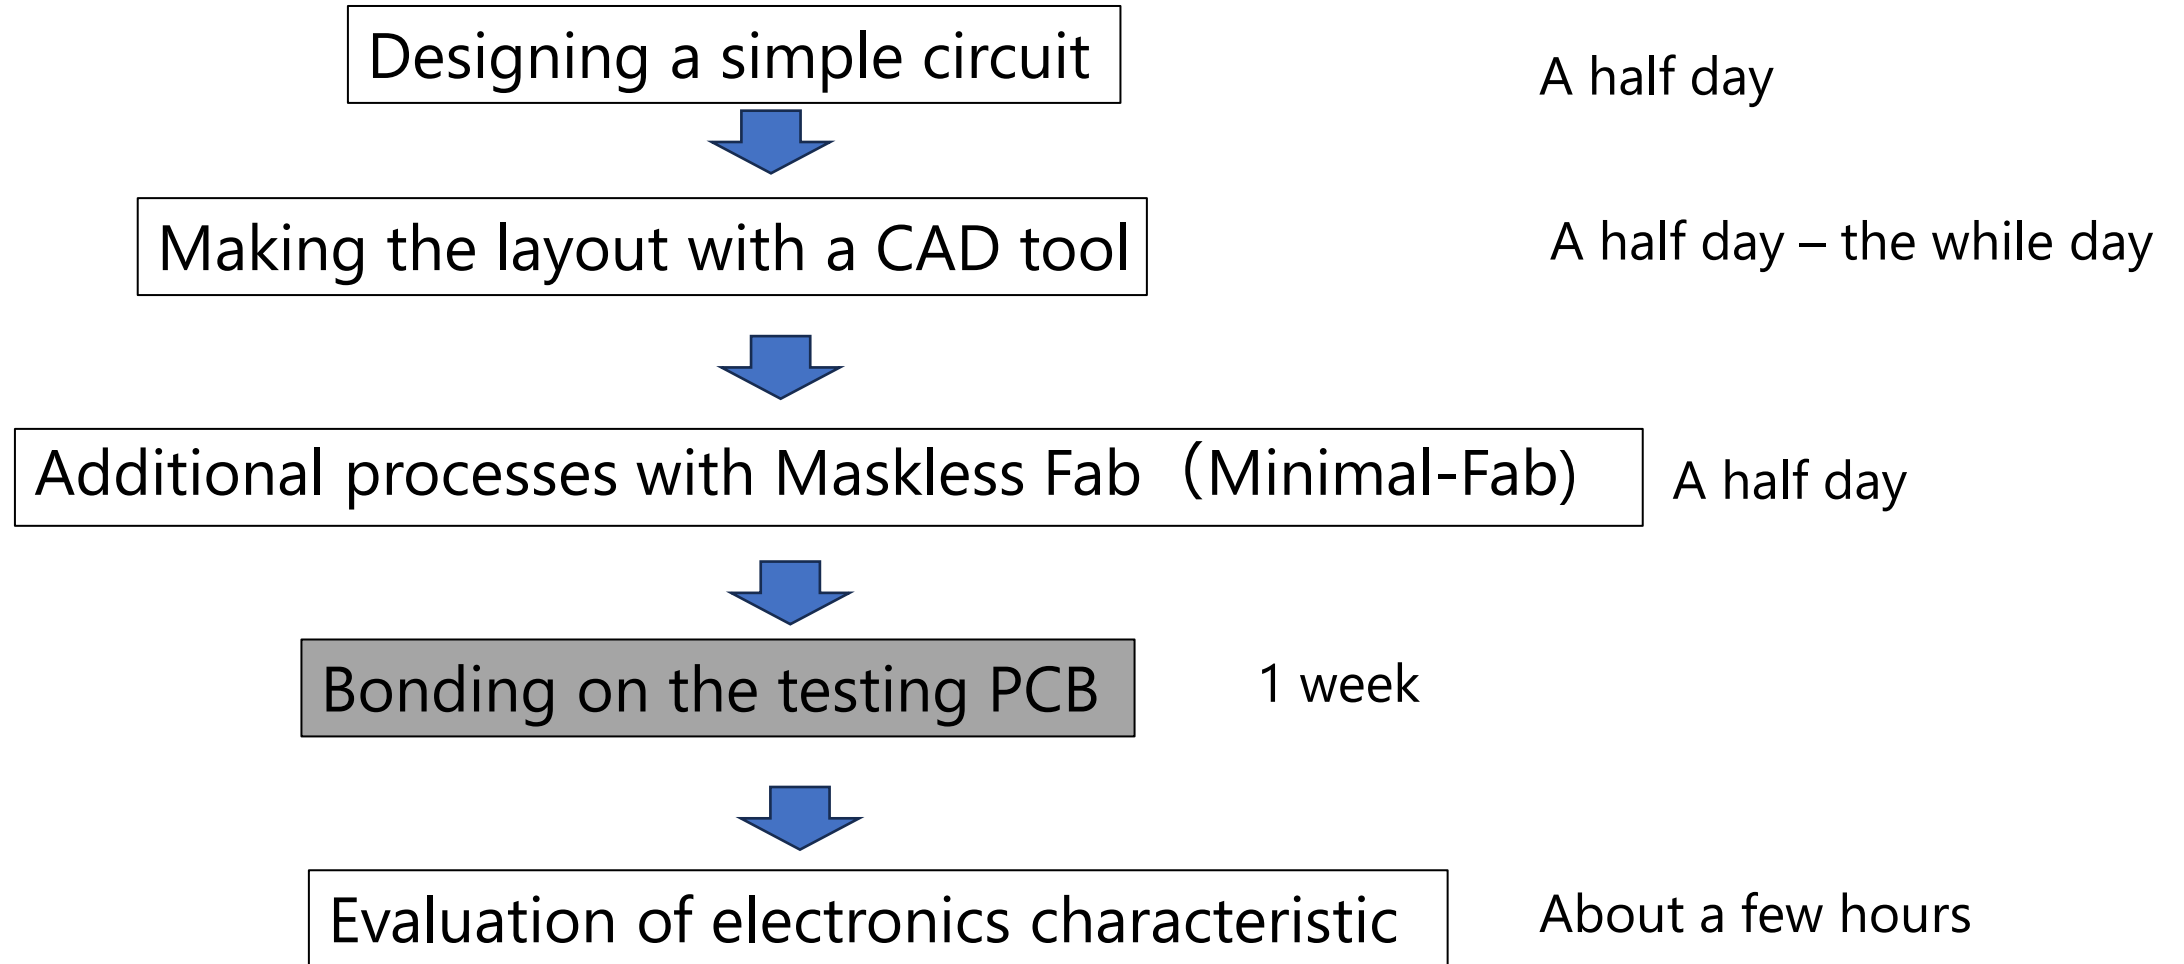 Designing a simple circuit
A half day
Making the layout with a CAD tool
A half day – the while day
Additional processes with Maskless Fab（Minimal-Fab)
A half day
Bonding on the testing PCB
1 week
Evaluation of electronics characteristic
About a few hours